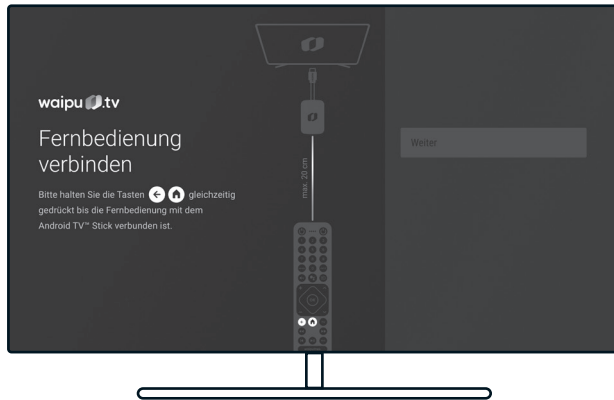 waipu.tv
Fernbedienung
verbinden
Bitte halten Sie die Tasten gleichzeitig
gedrückt bis die Fernbedienung mit dem
Android TV™ Stick verbunden ist.
max. 20 cm
Weiter